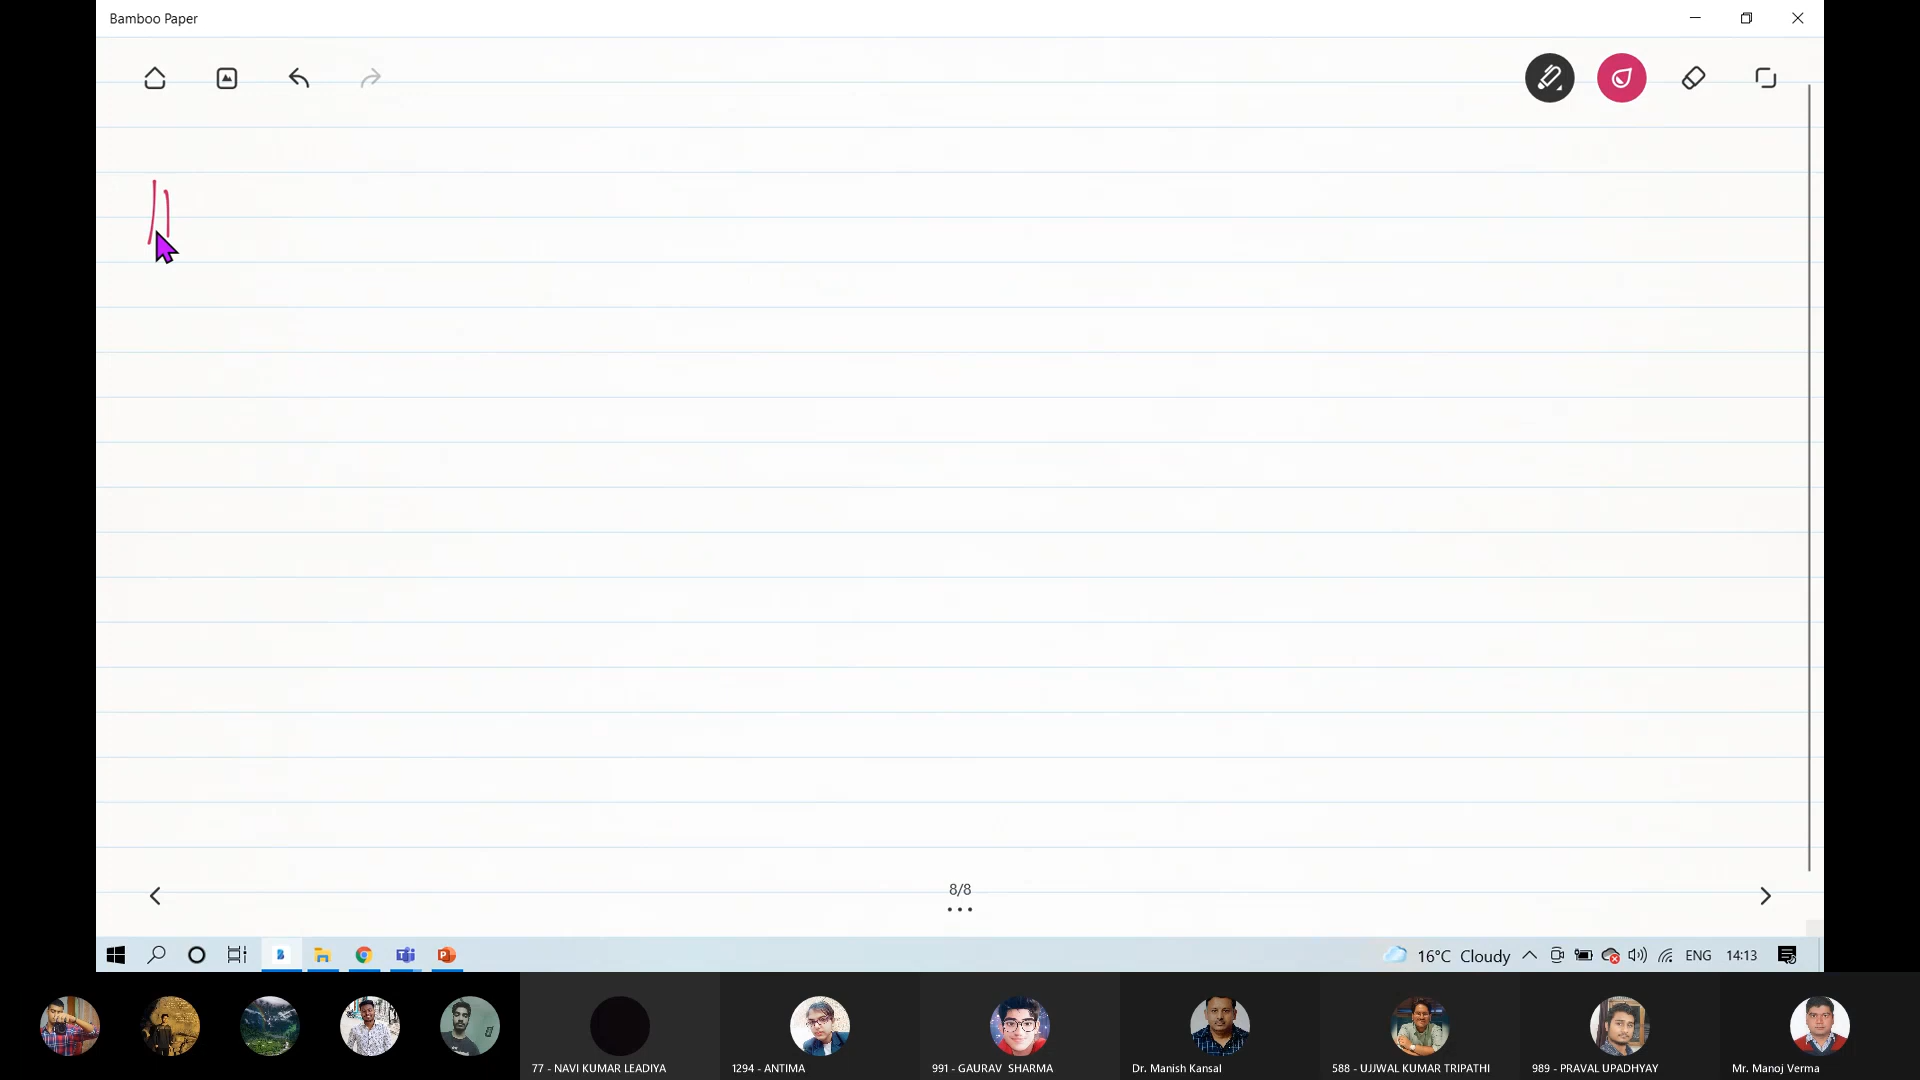 Bamboo Paper
8/8
16°C Cloudy ENG 14:13
77 - NAVI KUMAR LEADIYA
1294 - ANTIMA
991 - GAURAV SHARMA
Dr. Manish Kansal
588 - UJJWAL KUMAR TRIPATHI
989 - PRAVAL UPADHYAY
Mr. Manoj Verma